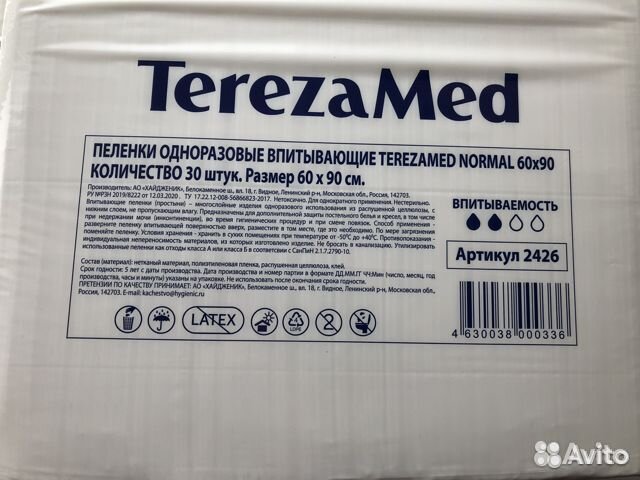 TerezaMed
ПЕЛЕНКИ ОДНОРАЗОВЫЕ ВПИТЫВАЮЩИЕ TEREZAMED NORMAL 60x90
КОЛИЧЕСТВО 30 штук. Размер 60 x 90 см.
Производитель: АО «ХАЙДЖЕНИК», Белокаменное ш., вл. 18, г. Видное, Ленинский р-н, Московская обл., Россия, 142703.
РУ МРЗН 2019/8222 от 12.03.2020. ТУ 17.22.12-008-56866823-2017. Нетоксично. Для одноразового применения. Нестерильно.
Впитывающие пеленки (простыни) – многослойные изделия одноразового использования из распушенной целлюлозы, с
нижним слоем, не пропускающим влагу. Предназначены для дополнительной защиты постельного белья и кресел, в том числе
при недержании мочи (инконтиненции), во время гигиенических процедур и при смене повязок. Способ применения -
разверните пеленку впитывающей поверхностью вверх, разместите в том месте, где это необходимо. По мере загрязнения
поменяйте пеленку. Условия хранения - хранить в сухих помещениях при температуре от -50°С до +40°С. Противопоказания -
индивидуальная непереносимость материалов, из которых изготовлено изделие. Не бросать в канализацию. Утилизировать
использованные как отходы класса А или класса Б в соответствии с СанПиН 2.1.7.2790-10.
Состав (материал): нетканый материал, полиэтиленовая пленка, распушенная целлюлоза, клей.
Срок годности: 5 лет с даты производства. Дата производства и номер партии в формате ДД.ММ.ГГ ЧЧ:Мин (число, месяц, год
производства, часы и минуты) указаны на упаковке. Не использовать после окончания срока годности.
ПРЕТЕНЗИИ ПО КАЧЕСТВУ ПРИНИМАЕТ: АО «ХАЙДЖЕНИК», Белокаменное ш., вл. 18, г. Видное, Ленинский р-н, Московская обл.,
Россия, 142703. E-mail: kachestvo@hygienic.ru
ВПИТЫВАЕМОСТЬ
Артикул 2426
LATEX
4
LDPE
2
4 630038 000336
Avito